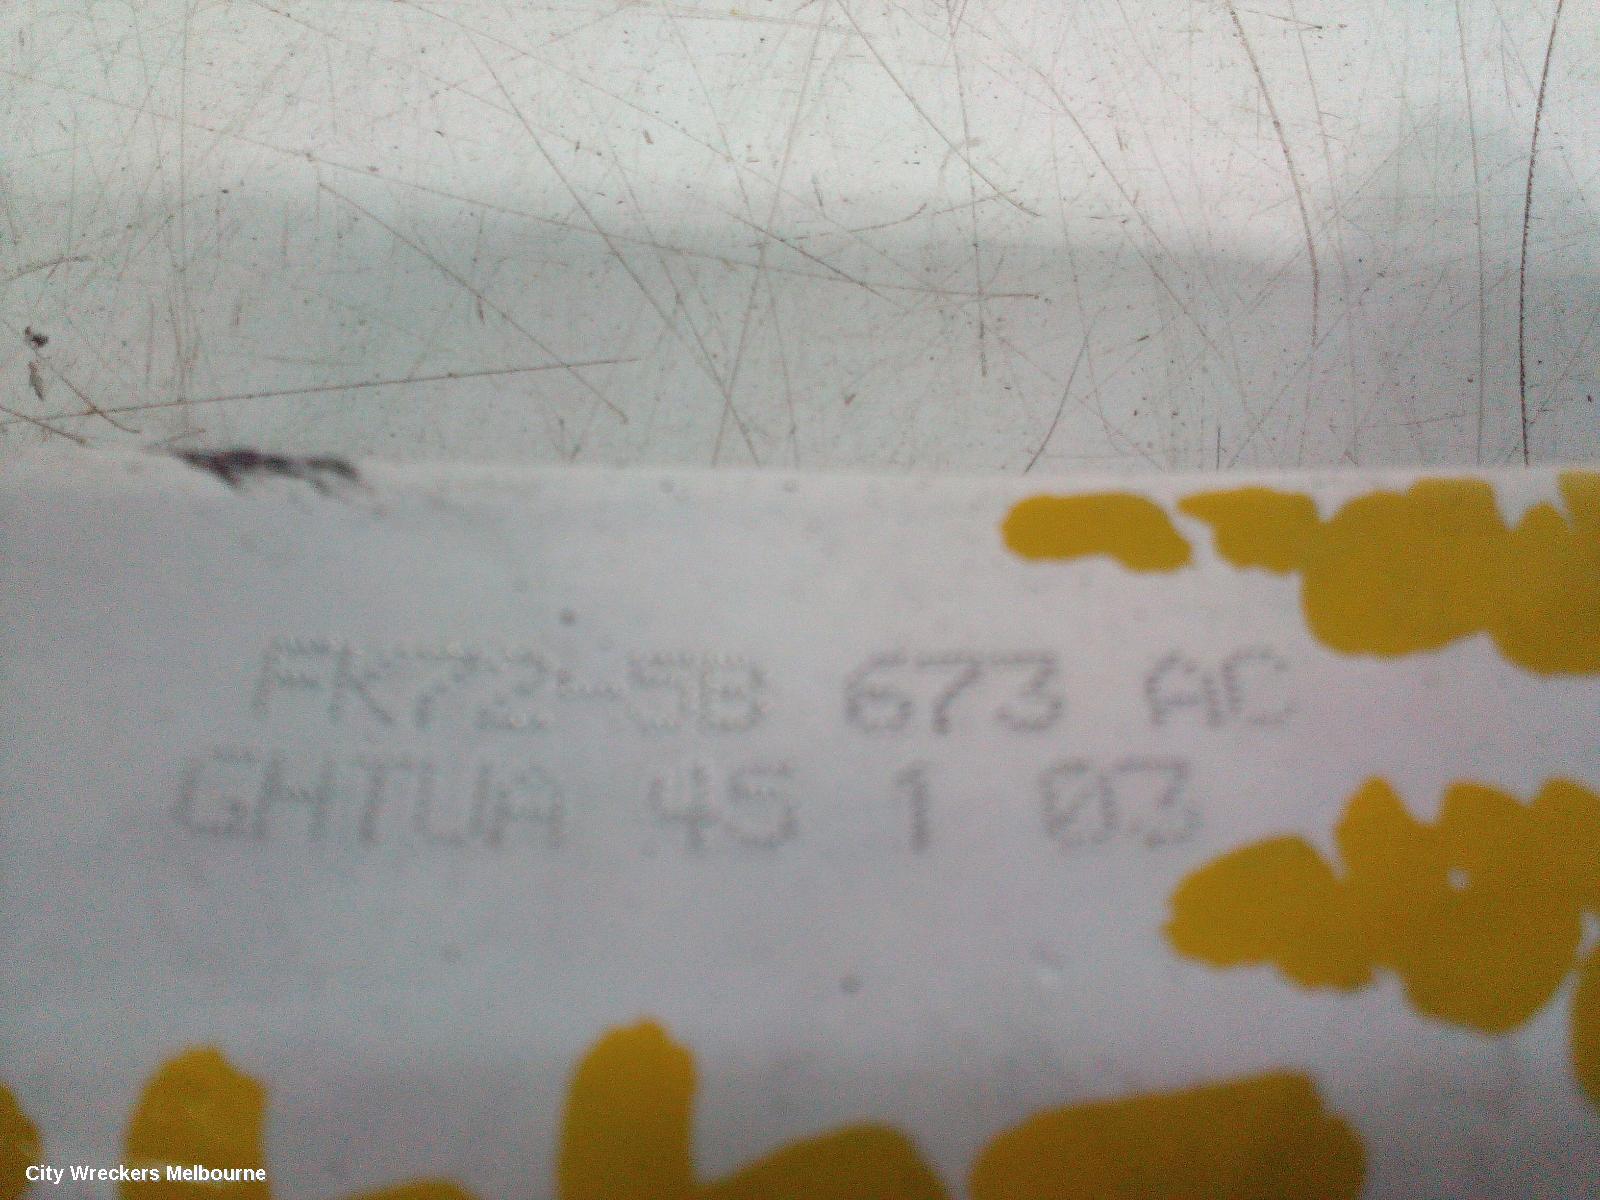 FK72-5B 673 AC
GHTUA 45 1 03
City Wreckers Melbourne